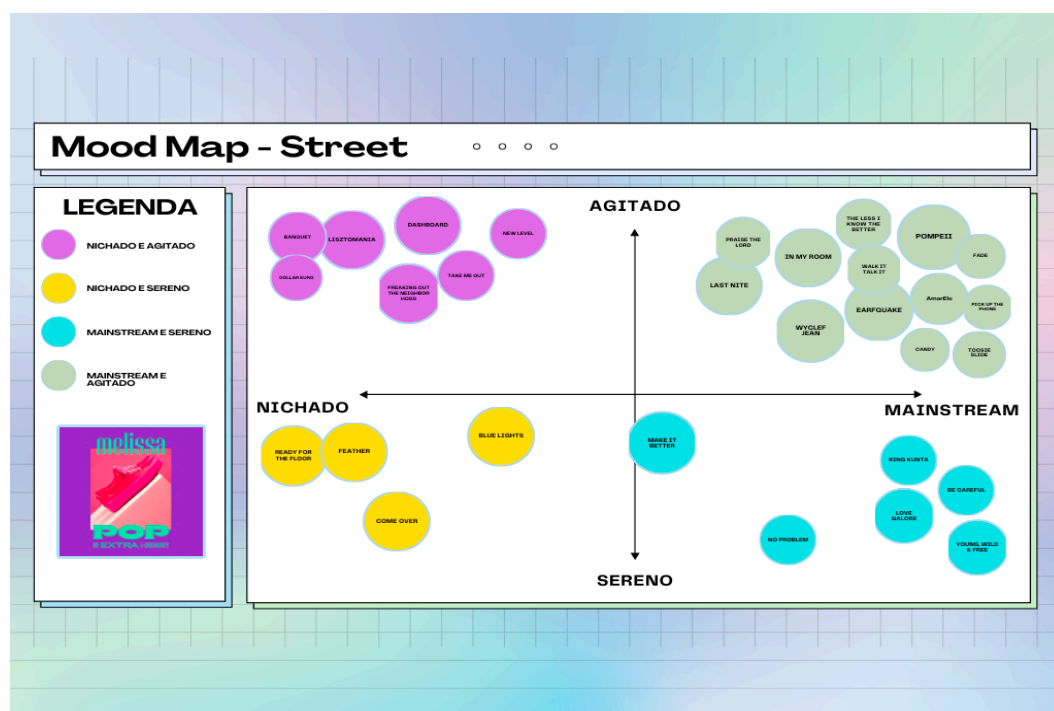 Mood Map - Street
LEGENDA
NICHADO E AGITADO
NICHADO E SERENO
MAINSTREAM E SERENO
MAINSTREAM E
AGITADO
melissa
POP
AGITADO
NICHADO
MAINSTREAM
SERENO
BANQUET
LISZTOMANIA
DASHBOARD
NEW LEVEL
DOLLAR EURO
FREAKING OUT
THE NEIGHBOR
HOOD
TAKE ME OUT
PRAISE THE
LORD
LAST NITE
IN MY ROOM
THE LESS I
KNOW THE
BETTER
WALK IT
TALK IT
POMPEII
FADE
WYCLEF
JEAN
EARFQUAKE
AmarElo
PICK UP THE
PHONE
CANDY
TOOSIE
SLIDE
READY FOR
THE FLOOR
FEATHER
BLUE LIGHTS
COME OVER
MAKE IT
BETTER
KING KUNTA
BE CAREFUL
LOVE
GALORE
NO PROBLEM
YOUNG, WILD
& FREE